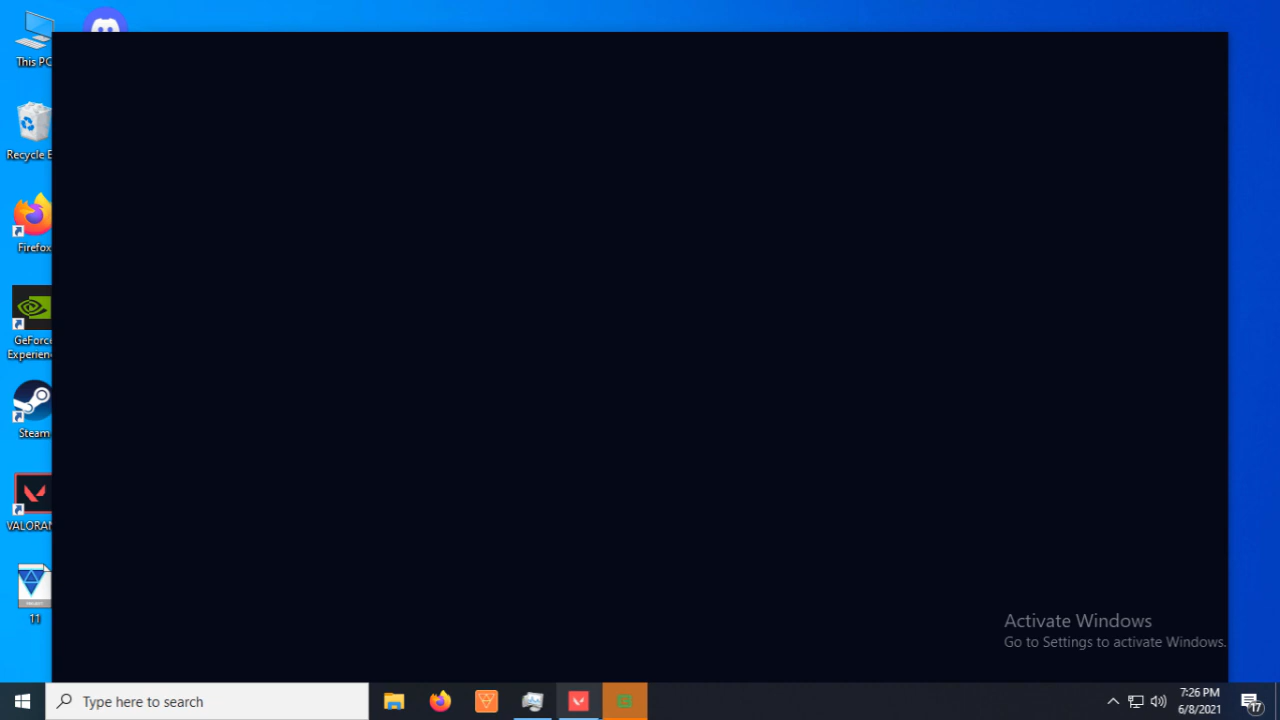 This PC
Recycle B
Firefox
GeForce
Experien
Steam
VALORAN
11
Activate Windows
Go to Settings to activate Windows.
Type here to search
7:26 PM
6/8/2021
17